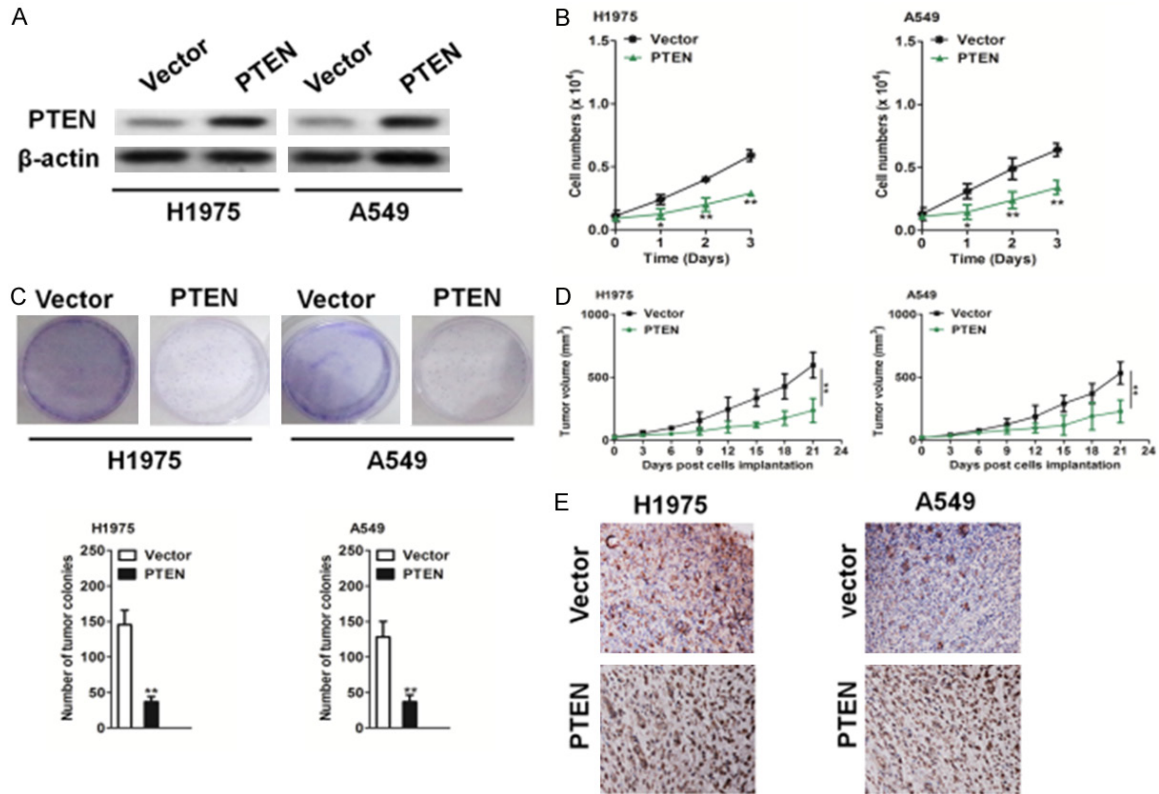 A
Vector PTEN Vector PTEN
PTEN
β-actin
H1975 A549
B
H1975
Vector
PTEN
Cell numbers (x 10⁴)
1.5
1.0
0.5
0.0
0 1 2 3
* ** **
Time (Days)
A549
Vector
PTEN
Cell numbers (x 10⁴)
1.5
1.0
0.5
0.0
0 1 2 3
* ** **
Time (Days)
C
Vector PTEN Vector PTEN
H1975 A549
H1975
Vector
PTEN
Number of tumor colonies
250
200
150
100
50
0
**
A549
Vector
PTEN
Number of tumor colonies
250
200
150
100
50
0
**
D
H1975
Vector
PTEN
Tumor volume (mm³)
1000
500
0
0 3 6 9 12 15 18 21 24
**
Days post cells implantation
A549
Vector
PTEN
Tumor volume (mm³)
1000
500
0
0 3 6 9 12 15 18 21 24
**
Days post cells implantation
E
H1975 A549
Vector vector
PTEN PTEN